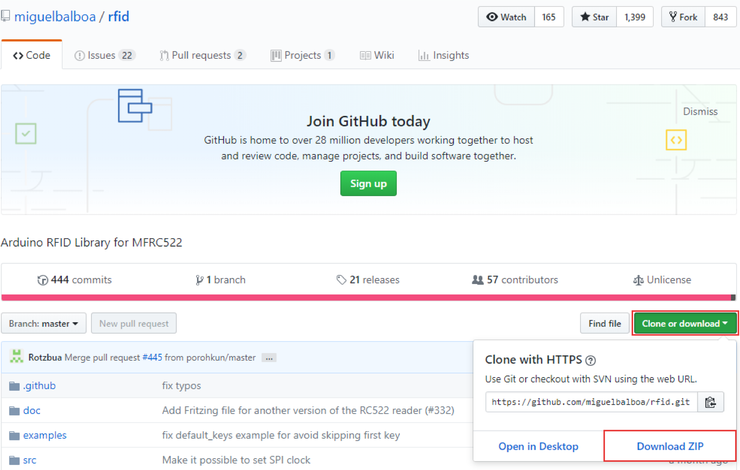 miguelbalboa / rfid
Watch 165
Star 1,399
Fork 843
Code
Issues 22
Pull requests 2
Projects 1
Wiki
Insights
Join GitHub today
Dismiss
GitHub is home to over 28 million developers working together to host
and review code, manage projects, and build software together.
Sign up
Arduino RFID Library for MFRC522
444 commits
1 branch
21 releases
57 contributors
Unlicense
Branch: master
New pull request
Find file
Clone or download
Rotzbua Merge pull request #445 from porohkun/master ...
.github fix typos
doc Add Fritzing file for another version of the RC522 reader (#332)
examples fix default_keys example for avoid skipping first key
src Make it possible to set SPI clock
Clone with HTTPS
Use Git or checkout with SVN using the web URL.
https://github.com/miguelbalboa/rfid.git
Open in Desktop
Download ZIP
a month ago